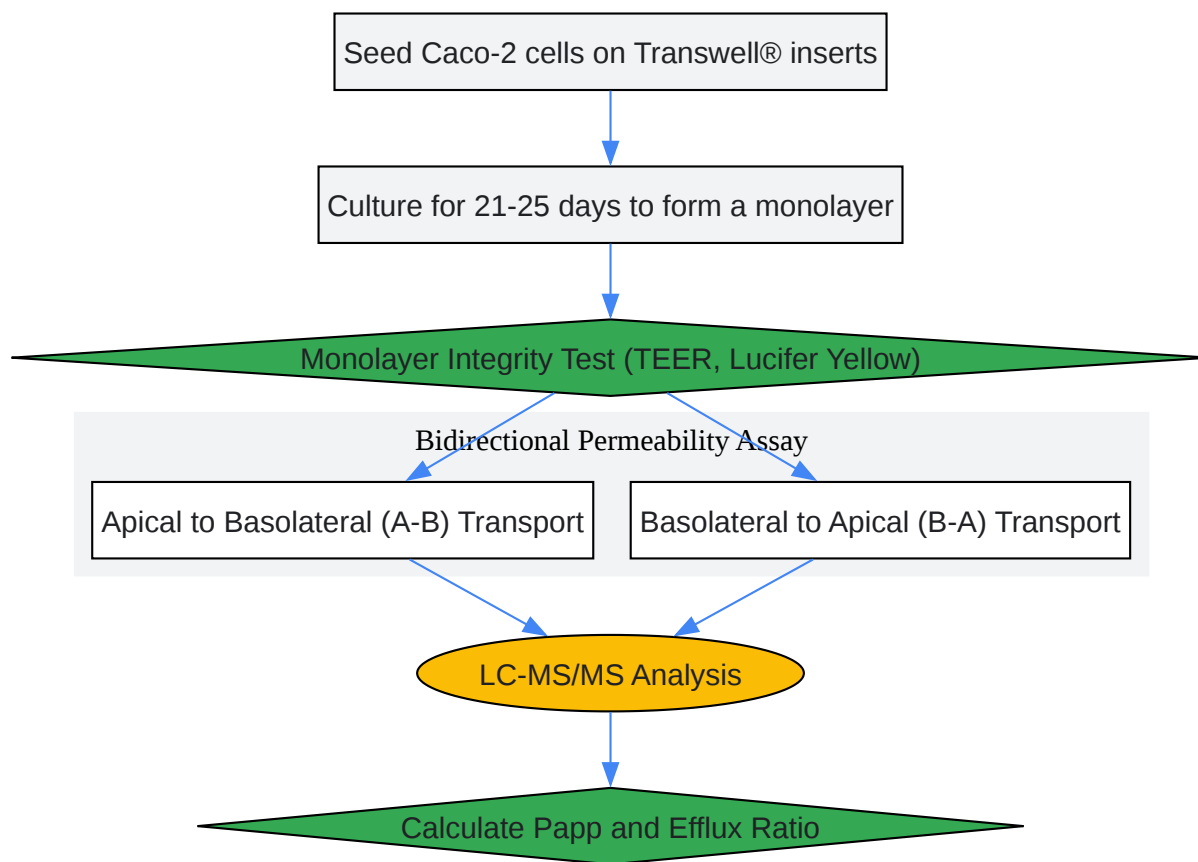 Seed Caco-2 cells on Transwell® inserts
Culture for 21-25 days to form a monolayer
Monolayer Integrity Test (TEER, Lucifer Yellow)
Bidirectional Permeability Assay
Apical to Basolateral (A-B) Transport
Basolateral to Apical (B-A) Transport
LC-MS/MS Analysis
Calculate Papp and Efflux Ratio